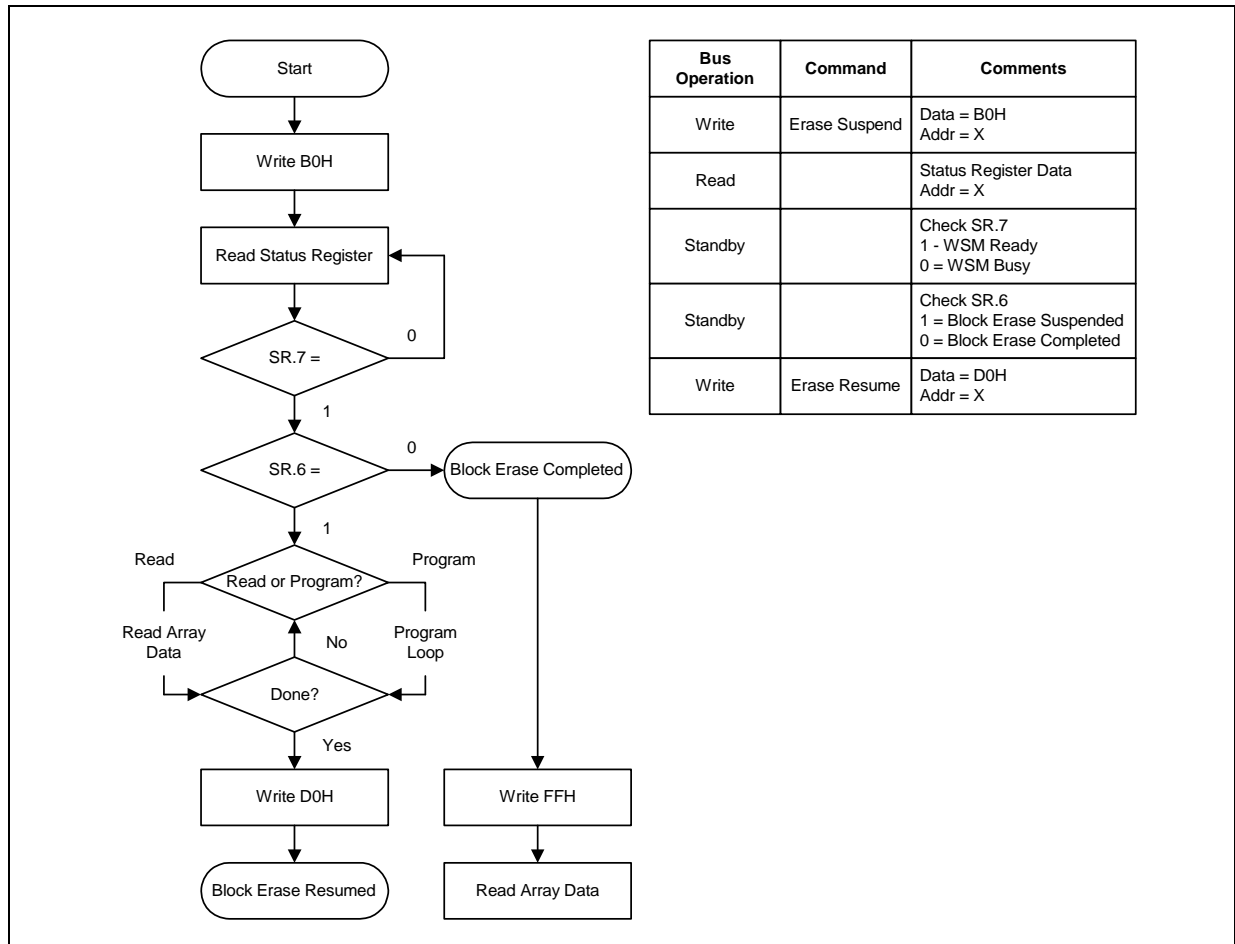 Start
Write B0H
Read Status Register
0
SR.7 =
1
0
SR.6 =
Block Erase Completed
1
Read
Program
Read or Program?
Read Array
Data
No
Program
Loop
Done?
Yes
Write D0H
Write FFH
Block Erase Resumed
Read Array Data
Bus
Operation
Command
Comments
Write
Erase Suspend
Data = B0H
Addr = X
Read
Status Register Data
Addr = X
Standby
Check SR.7
1 - WSM Ready
0 = WSM Busy
Standby
Check SR.6
1 = Block Erase Suspended
0 = Block Erase Completed
Write
Erase Resume
Data = D0H
Addr = X